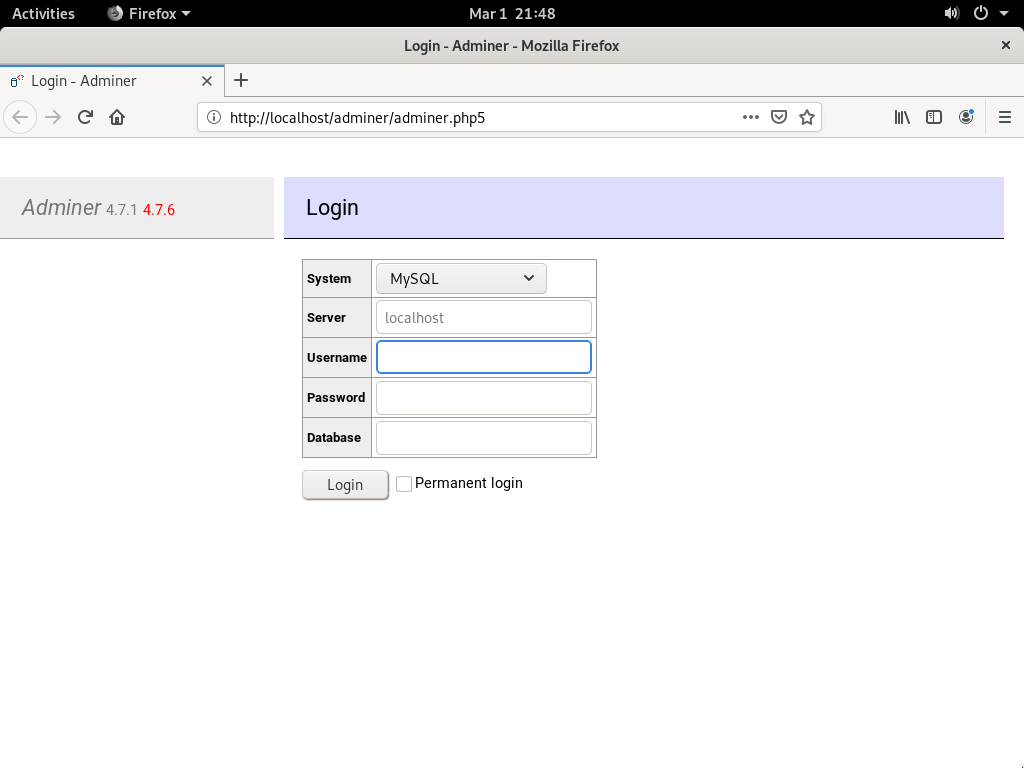 Activities Firefox Mar 1 21:48
Login - Adminer - Mozilla Firefox
Login - Adminer
http://localhost/adminer/adminer.php5
Adminer 4.7.1 4.7.6
Login
System MySQL
Server localhost
Username
Password
Database
Login Permanent login